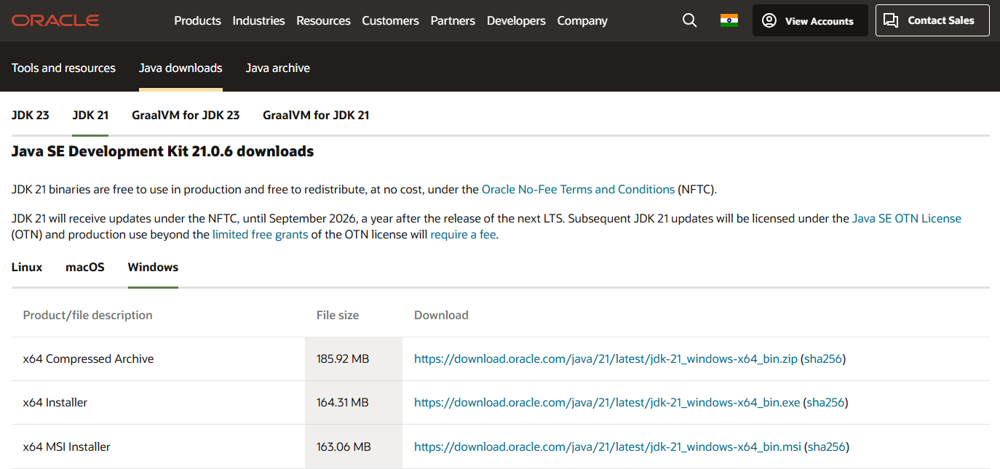 ORACLE Products Industries Resources Customers Partners Developers Company View Accounts Contact Sales
Tools and resources Java downloads Java archive
JDK 23 JDK 21 GraalVM for JDK 23 GraalVM for JDK 21
Java SE Development Kit 21.0.6 downloads
JDK 21 binaries are free to use in production and free to redistribute, at no cost, under the Oracle No-Fee Terms and Conditions (NFTC).
JDK 21 will receive updates under the NFTC, until September 2026, a year after the release of the next LTS. Subsequent JDK 21 updates will be licensed under the Java SE OTN License
(OTN) and production use beyond the limited free grants of the OTN license will require a fee.
Linux macOS Windows
Product/file description File size Download
x64 Compressed Archive 185.92 MB https://download.oracle.com/java/21/latest/jdk-21_windows-x64_bin.zip (sha256)
x64 Installer 164.31 MB https://download.oracle.com/java/21/latest/jdk-21_windows-x64_bin.exe (sha256)
x64 MSI Installer 163.06 MB https://download.oracle.com/java/21/latest/jdk-21_windows-x64_bin.msi (sha256)